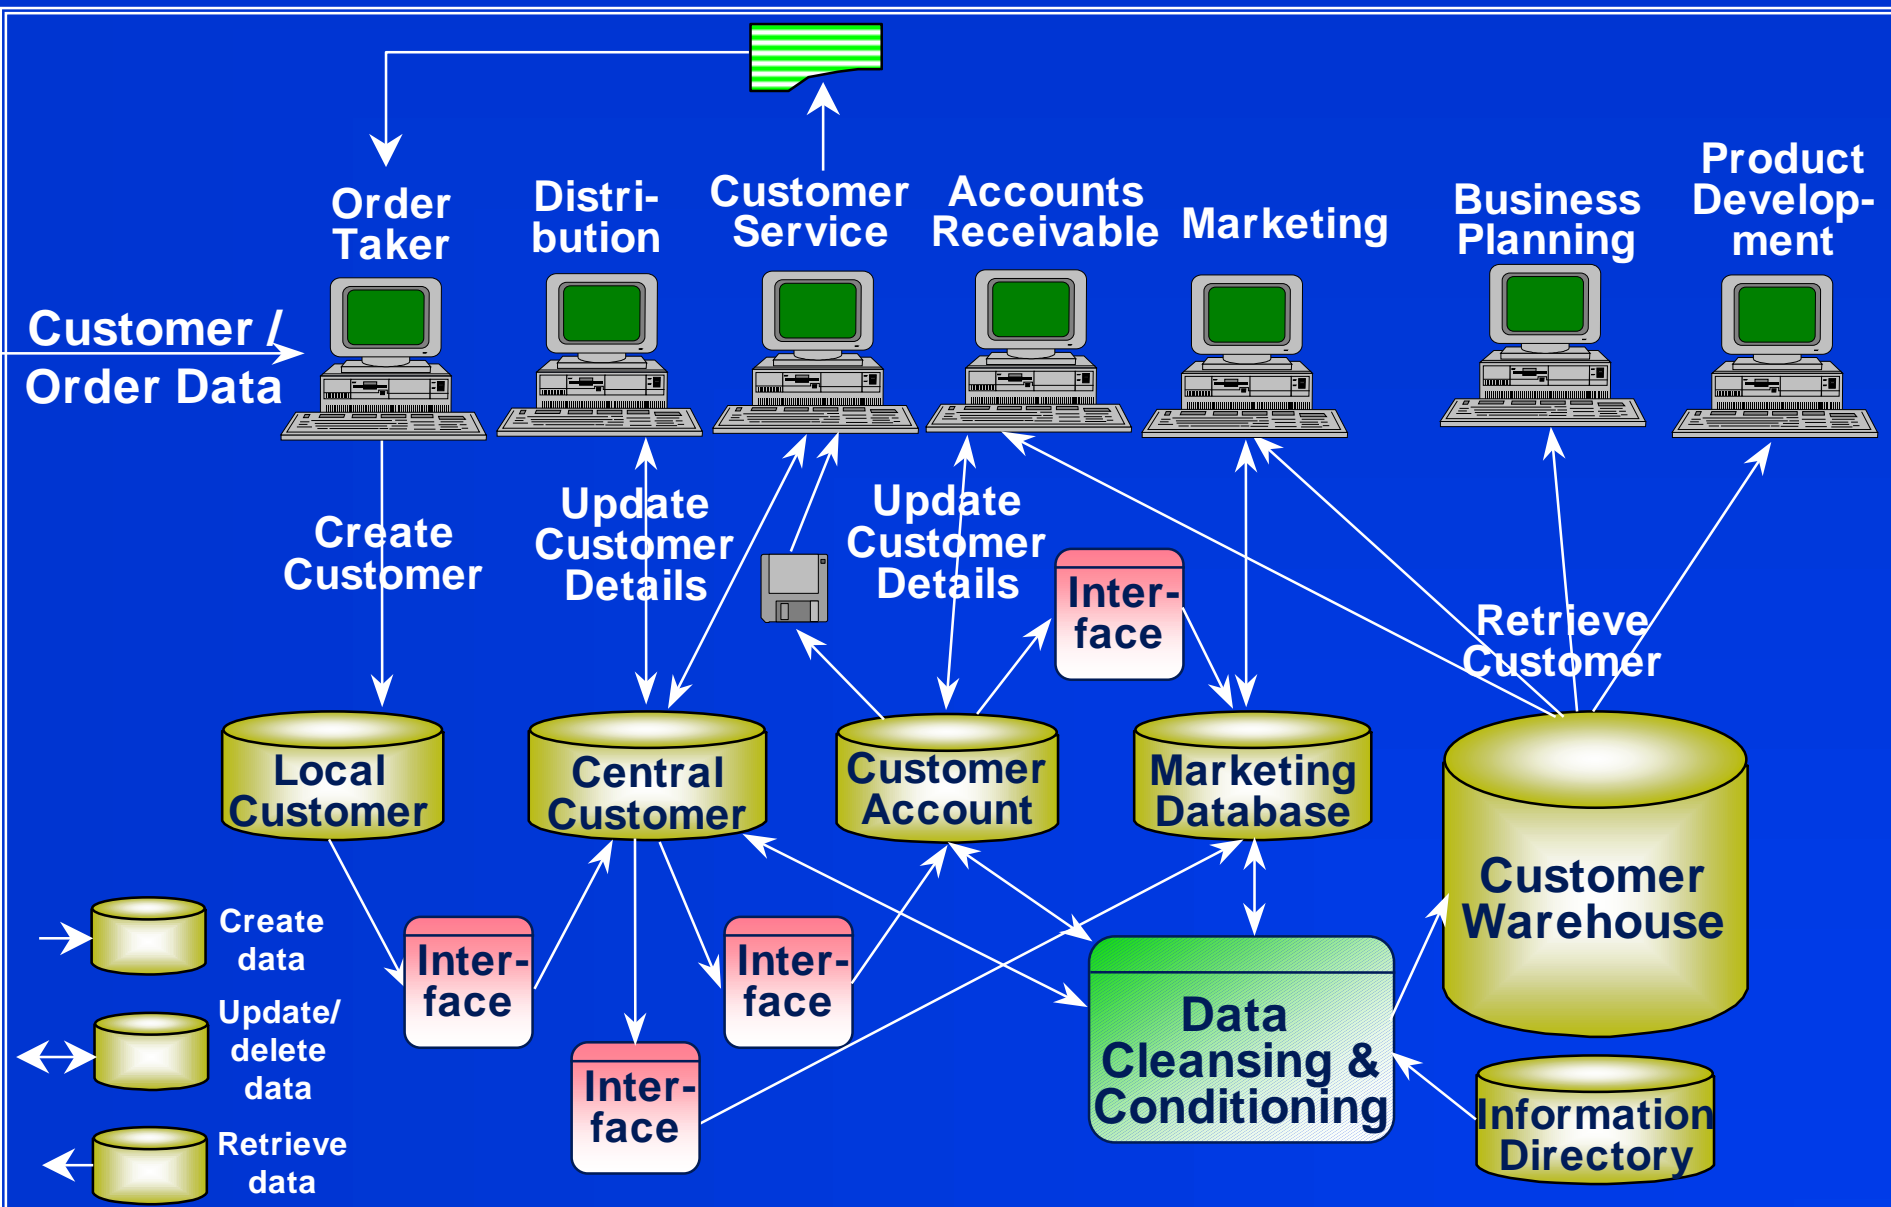 Order
Taker
Distri-
bution
Customer
Service
Accounts
Receivable
Marketing
Business
Planning
Product
Develop-
ment
Customer /
Order Data
Create
Customer
Update
Customer
Details
Update
Customer
Details
Inter-
face
Retrieve
Customer
Local
Customer
Central
Customer
Customer
Account
Marketing
Database
Customer
Warehouse
Create
data
Inter-
face
Inter-
face
Data
Cleansing &
Conditioning
Update/
delete
data
Inter-
face
Information
Directory
Retrieve
data